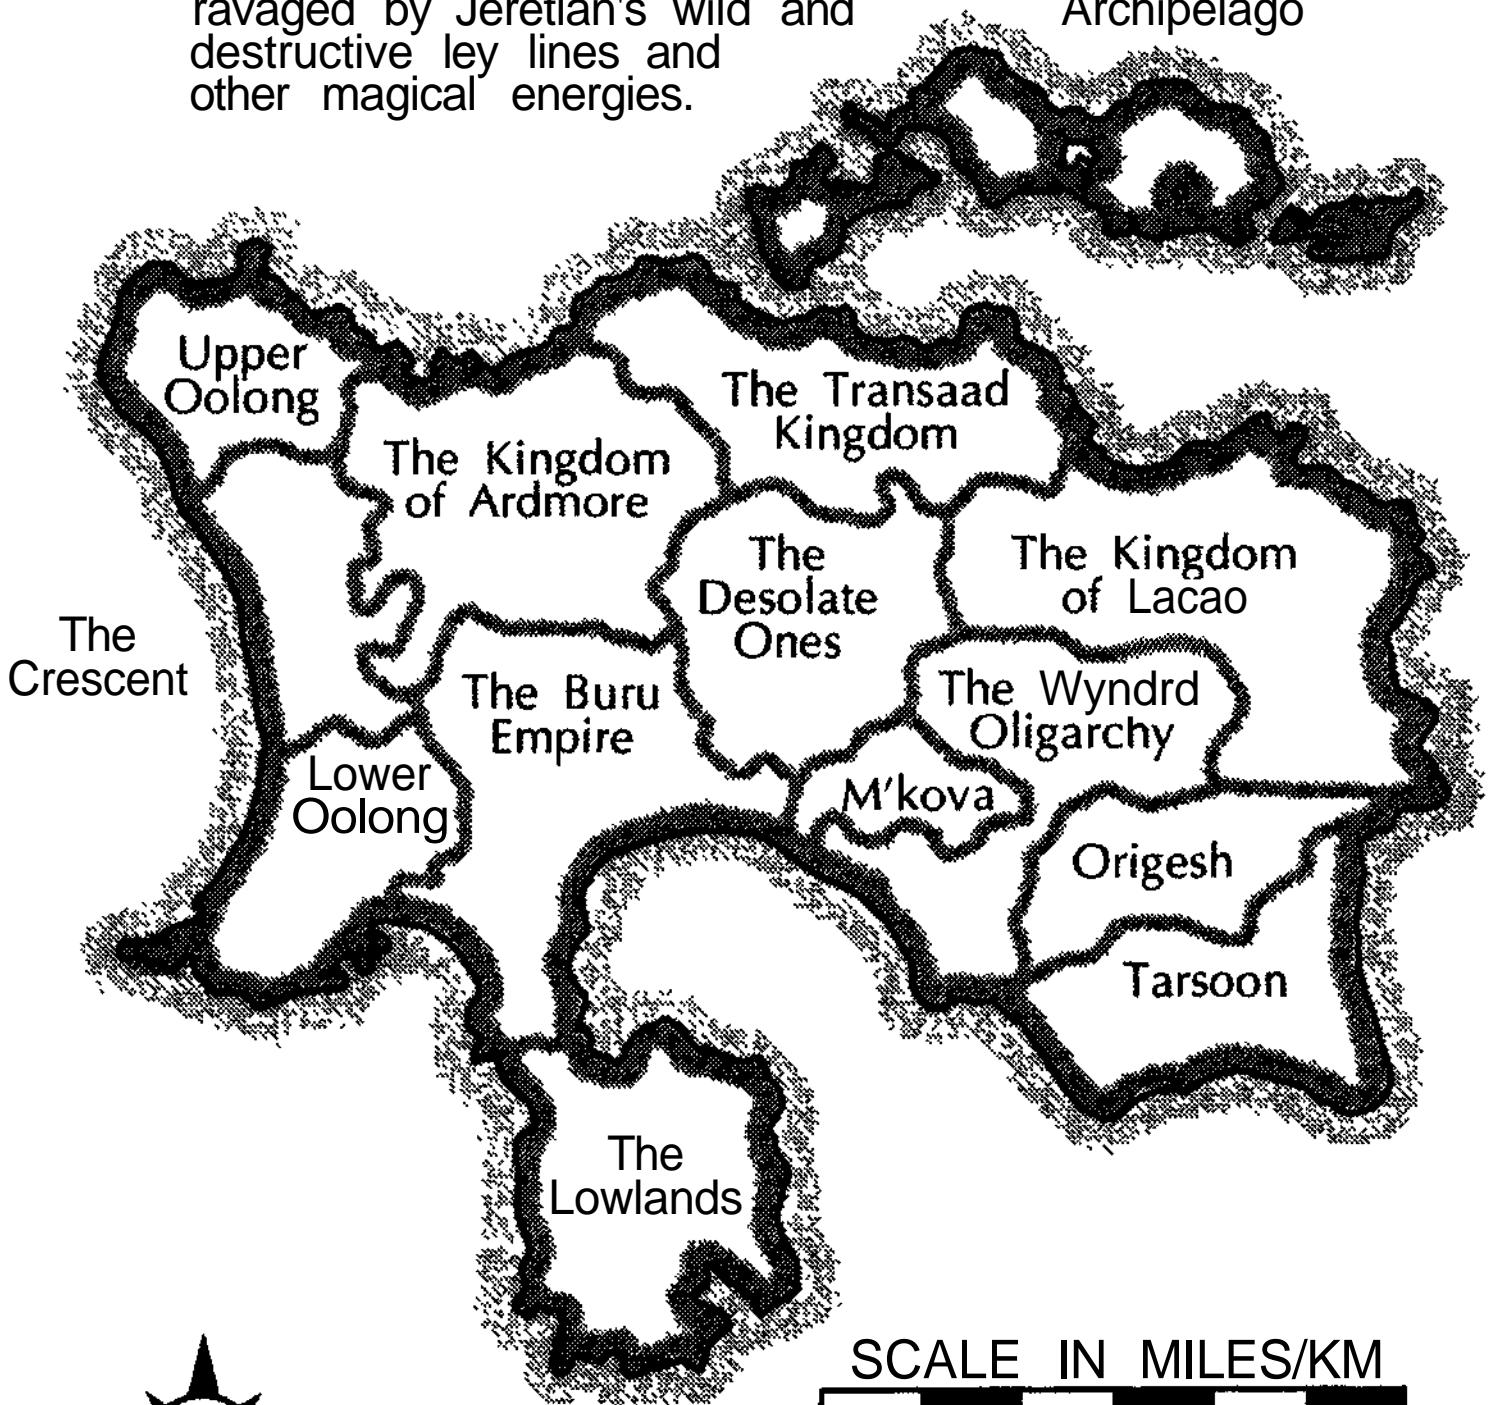 ravaged by Jeretian's wild and
destructive ley lines and
other magical energies.
Archipelago
Upper
Oolong
The Transaad
Kingdom
The Kingdom
of Ardmore
The
Desolate
Ones
The Kingdom
of Lacao
The
Crescent
The Buru
Empire
The Wyndrd
Oligarchy
Lower
Oolong
M'kova
Origesh
Tarsoon
The
Lowlands
SCALE IN MILES/KM